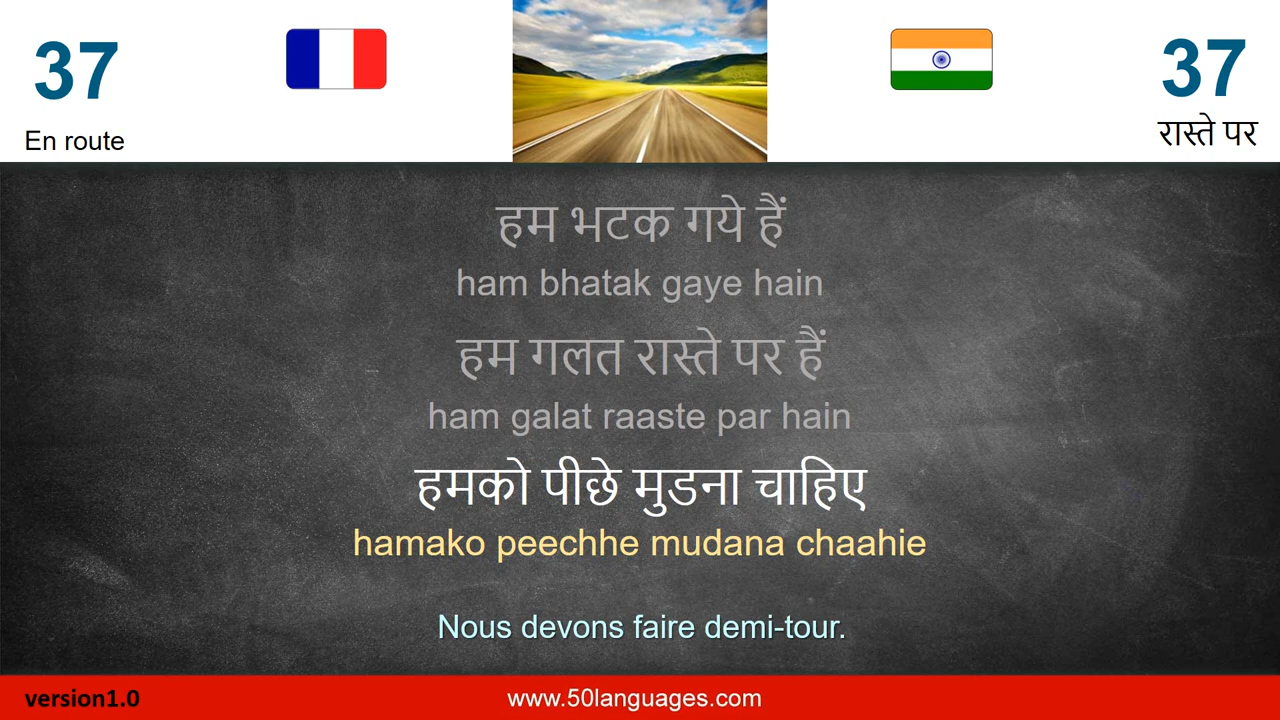 37
En route
37
रास्ते पर
हम भटक गये हैं
ham bhatak gaye hain
हम गलत रास्ते पर हैं
ham galat raaste par hain
हमको पीछे मुडना चाहिए
hamako peechhe mudana chaahie
Nous devons faire demi-tour.
version1.0
www.50languages.com